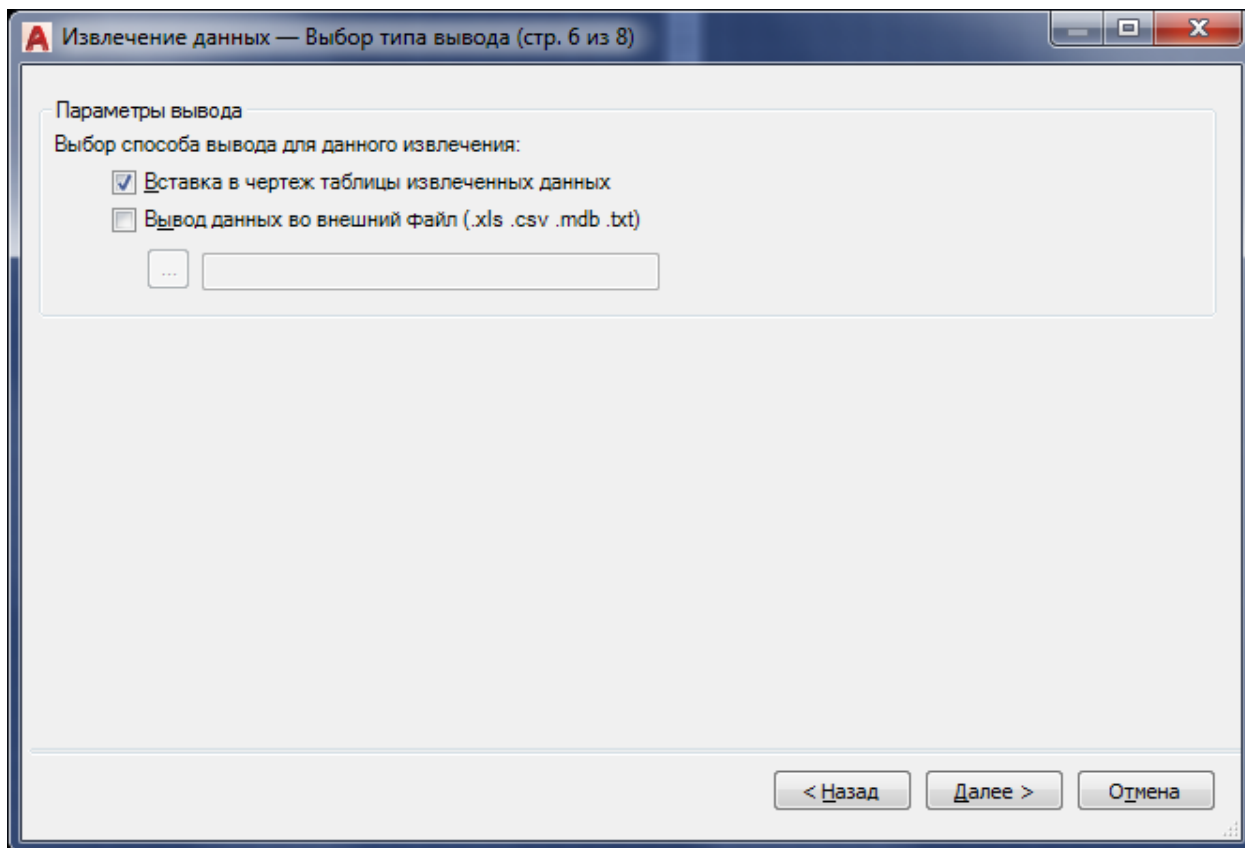 Извлечение данных — Выбор типа вывода (стр. 6 из 8)
Параметры вывода
Выбор способа вывода для данного извлечения:
Вставка в чертеж таблицы извлеченных данных
Вывод данных во внешний файл (.xls .csv .mdb .txt)
...
< Назад Далее > Отмена